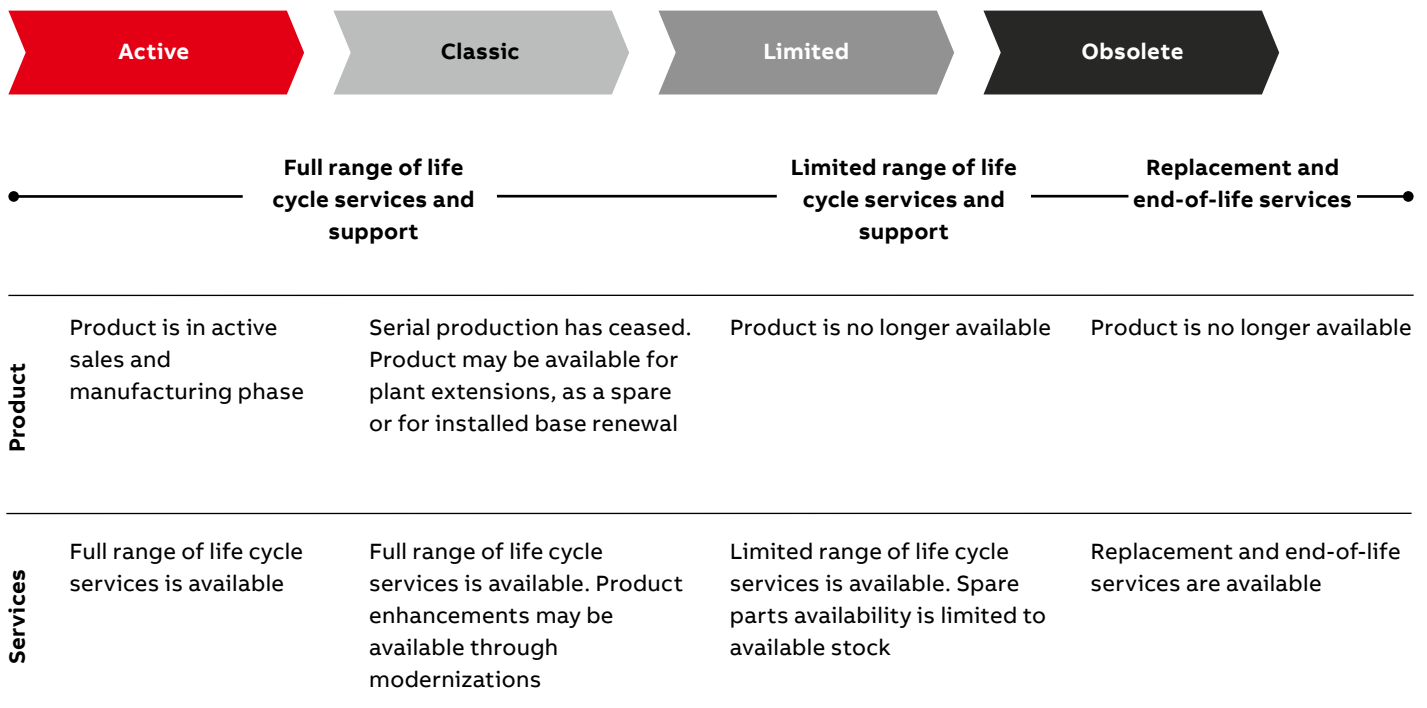 Active
Classic
Limited
Obsolete
Full range of life
cycle services and
support
Limited range of life
cycle services and
support
Replacement and
end-of-life services
Product
Product is in active
sales and
manufacturing phase
Serial production has ceased.
Product may be available for
plant extensions, as a spare
or for installed base renewal
Product is no longer available
Product is no longer available
Services
Full range of life cycle
services is available
Full range of life cycle
services is available. Product
enhancements may be
available through
modernizations
Limited range of life cycle
services is available. Spare
parts availability is limited to
available stock
Replacement and end-of-life
services are available